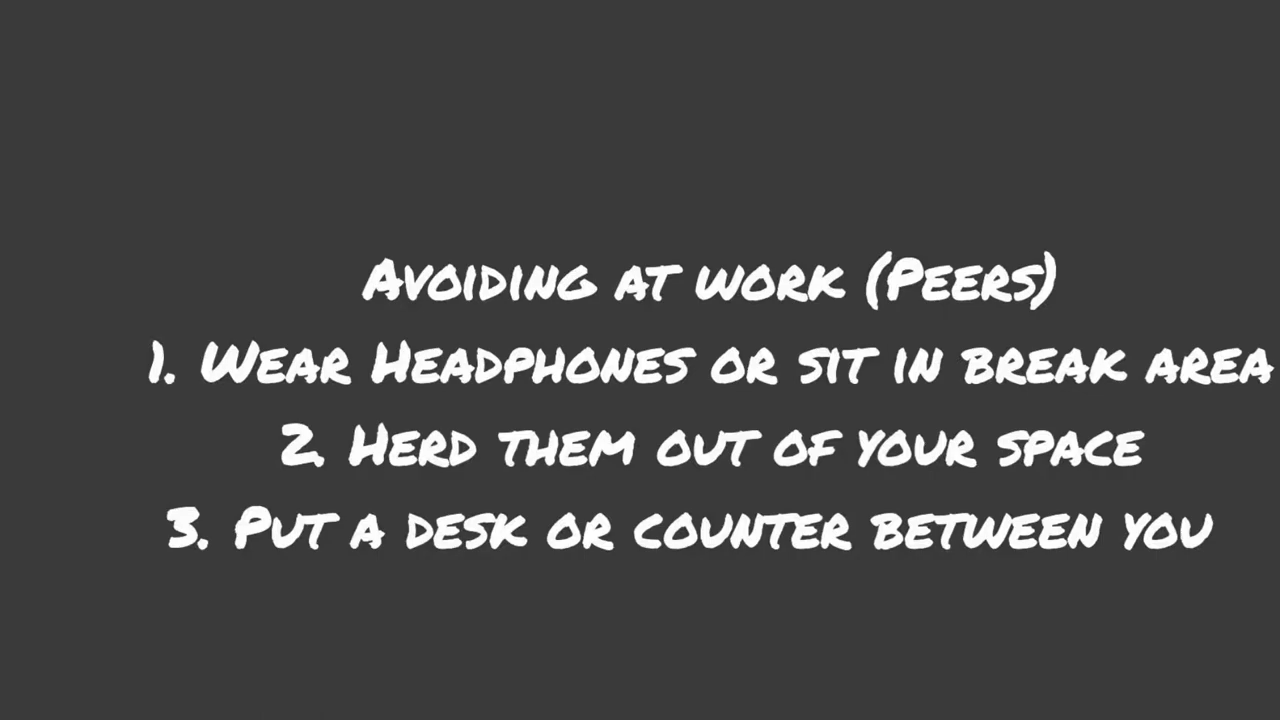 Avoiding at work (Peers)
1. Wear Headphones or sit in break area
2. Herd them out of your space
3. Put a desk or counter between you